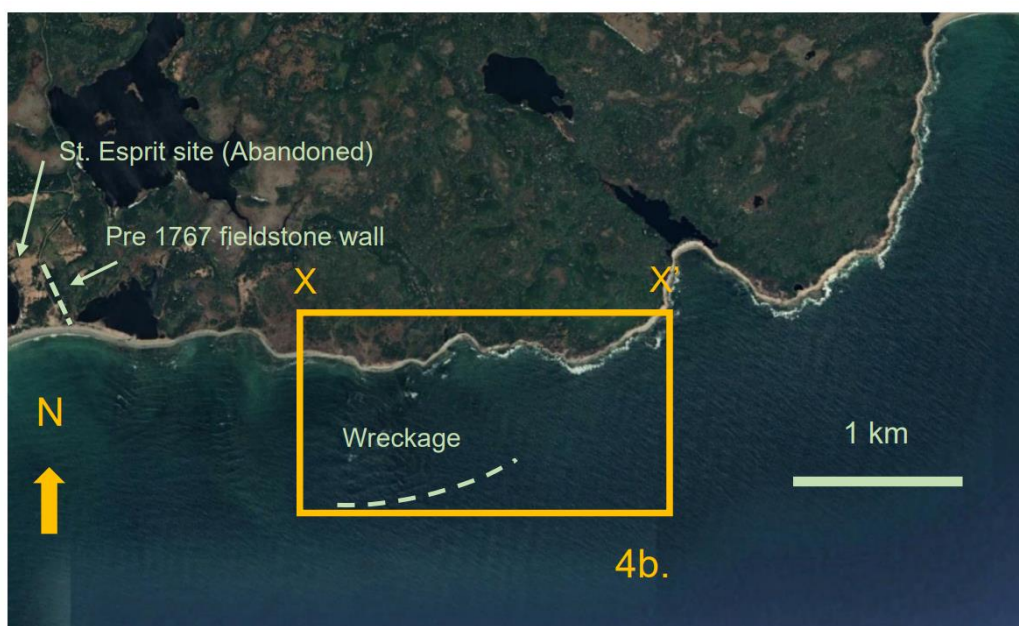 St. Esprit site (Abandoned)
Pre 1767 fieldstone wall
X
X'
N
Wreckage
1 km
4b.